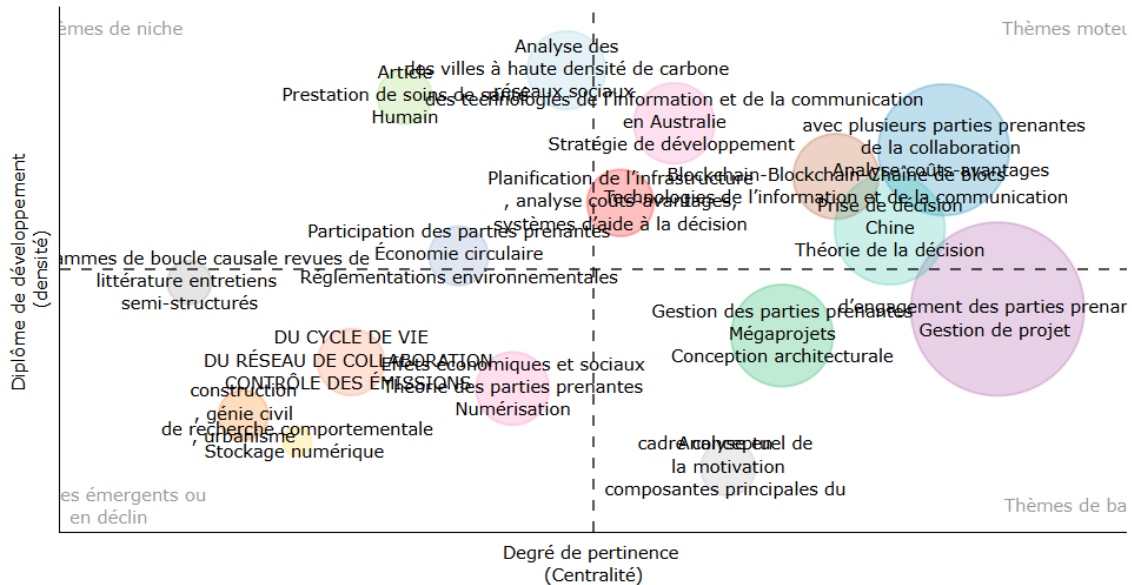 èmes de niche
Thèmes moteu
Analyse des
des villes à haute densité de carbone
réseaux sociaux
Article
Prestation de soins de santé
Humain
des technologies de l'information et de la communication
en Australie
Stratégie de développement
avec plusieurs parties prenantes
de la collaboration
Analyse coûts-avantages
Blockchain-Blockchain-Chaîne de blocs
Technologies de l'information et de la communication
Planification de l'infrastructure
, analyse coûts-avantages,
systèmes d'aide à la décision
Prise de décision
Chine
Théorie de la décision
Participation des parties prenantes
Économie circulaire
Réglementations environnementales
ammes de boucle causale revues de
littérature entretiens
semi-structurés
Gestion des parties prenantes
Mégaprojets
Conception architecturale
d'engagement des parties prenan
Gestion de projet
DU CYCLE DE VIE
DU RÉSEAU DE COLLABORATION
CONTRÔLE DES ÉMISSIONS
Effets économiques et sociaux
Théorie des parties prenantes
Numérisation
construction
, génie civil
, urbanisme
de recherche comportementale
Stockage numérique
cadre conceptuel de
Analyse en
la motivation
composantes principales du
es émergents ou
en déclin
Thèmes de ba
Diplôme de développement
(densité)
Degré de pertinence
(Centralité)